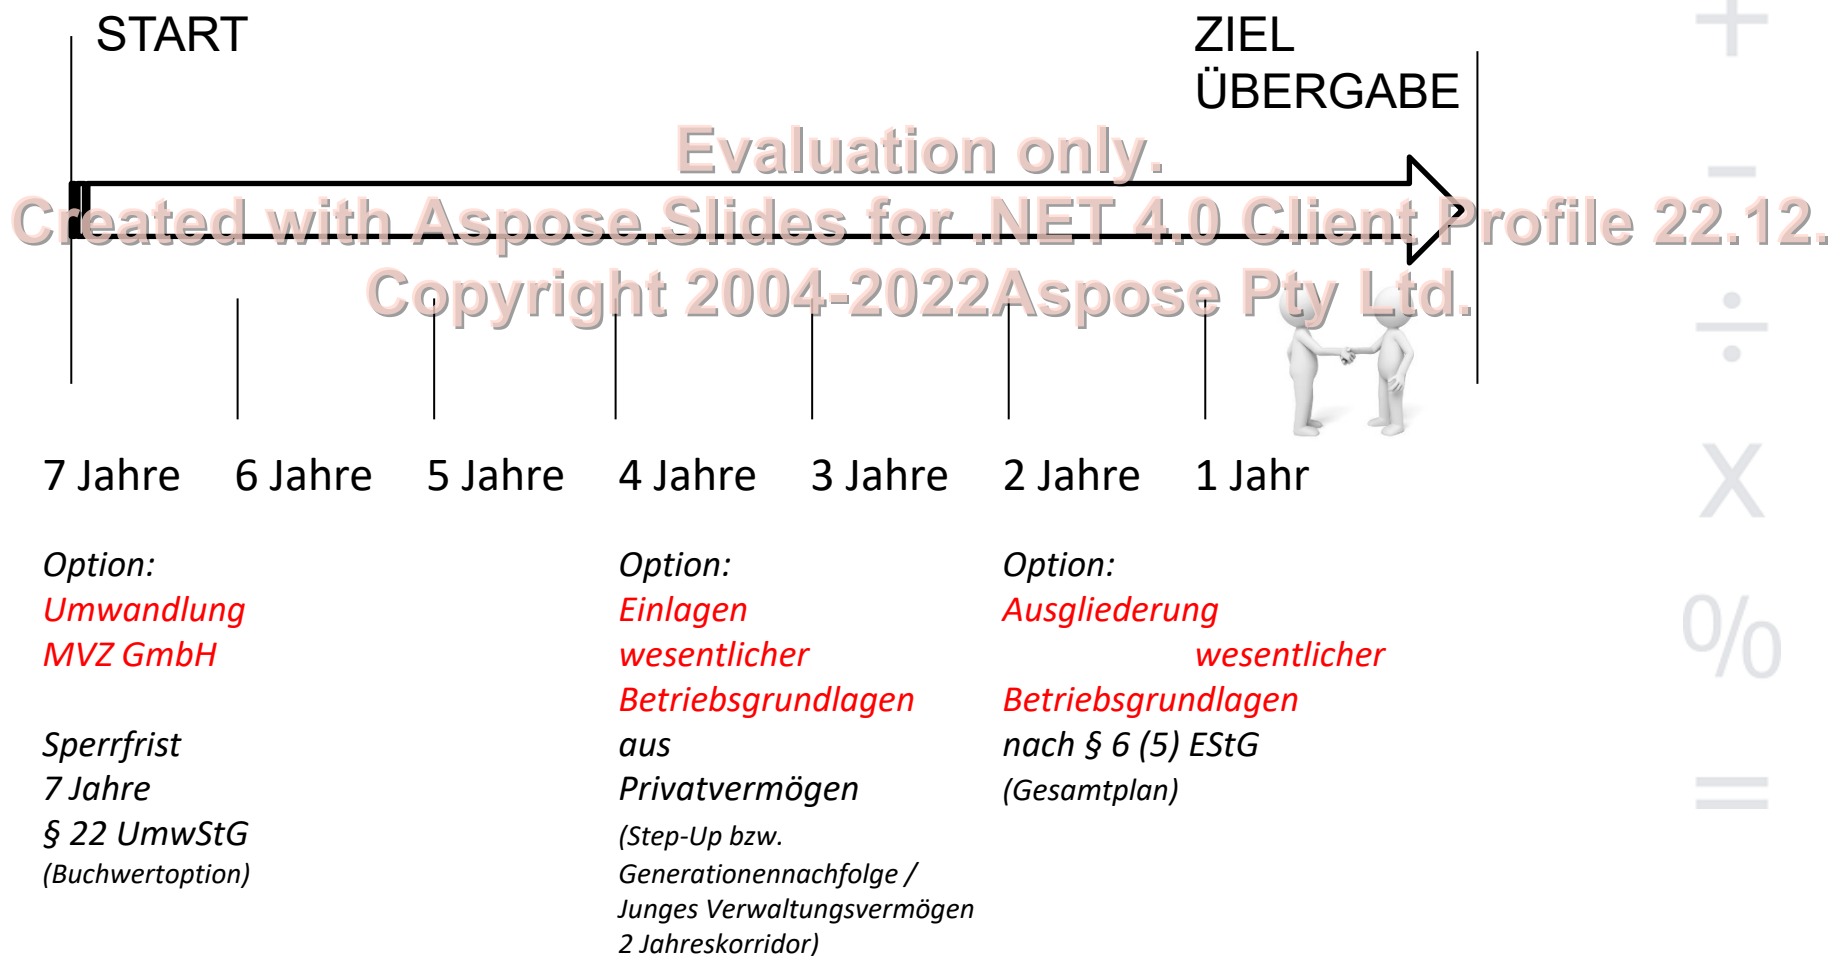 START
ZIEL
ÜBERGABE
Evaluation only.
Created with Aspose.Slides for .NET 4.0 Client Profile 22.12.
Copyright 2004-2022Aspose Pty Ltd.
7 Jahre 6 Jahre 5 Jahre 4 Jahre 3 Jahre 2 Jahre 1 Jahr
Option:
Umwandlung
MVZ GmbH
Sperrfrist
7 Jahre
§ 22 UmwStG
(Buchwertoption)
Option:
Einlagen
wesentlicher
Betriebsgrundlagen
aus
Privatvermögen
(Step-Up bzw.
Generationennachfolge /
Junges Verwaltungsvermögen
2 Jahreskorridor)
Option:
Ausgliederung
wesentlicher
Betriebsgrundlagen
nach § 6 (5) EStG
(Gesamtplan)
+
-
÷
x
%
=